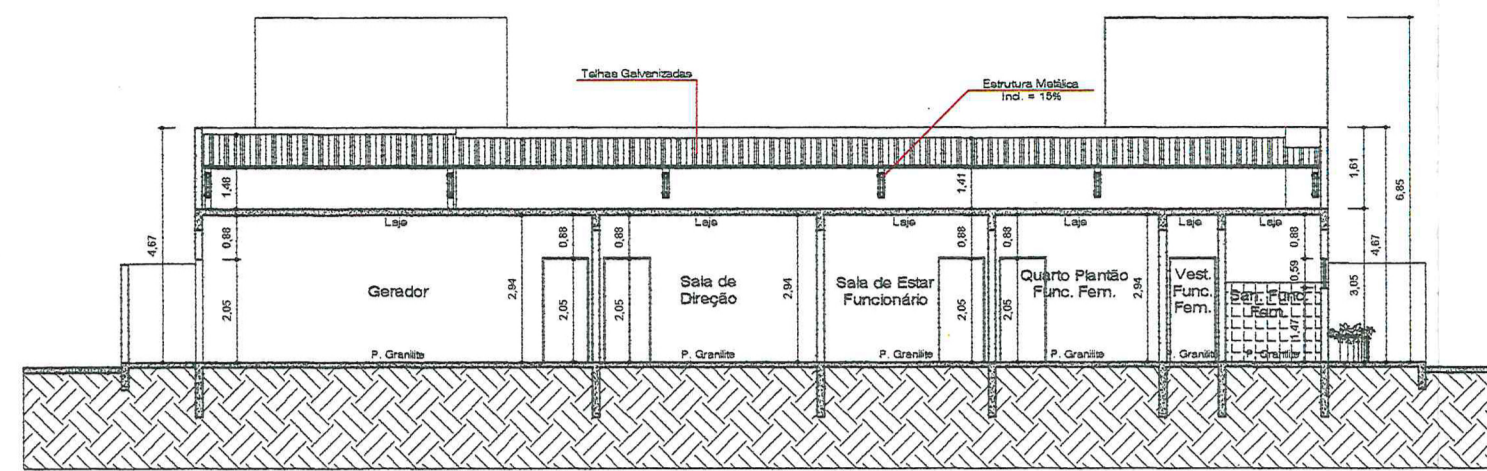 Telhas Galvanizadas
Estrutura Metálica
Incl. = 15%
1,48
1,41
1,61
6,85
4,67
4,67
Laje
Laje
Laje
Laje
Laje
Laje
0,88
0,88
0,88
0,88
0,88
0,88
0,59
3,05
Gerador
2,94
Sala de
Direção
2,94
Sala de Estar
Funcionário
Quarto Plantão
Func. Fem.
2,94
Vest.
Func.
Fem.
San. Func.
Fem.
2,05
2,05
2,05
2,05
2,05
1,47
P. Granilite
P. Granilite
P. Granilite
P. Granilite
P. Granilite
P. Granilite